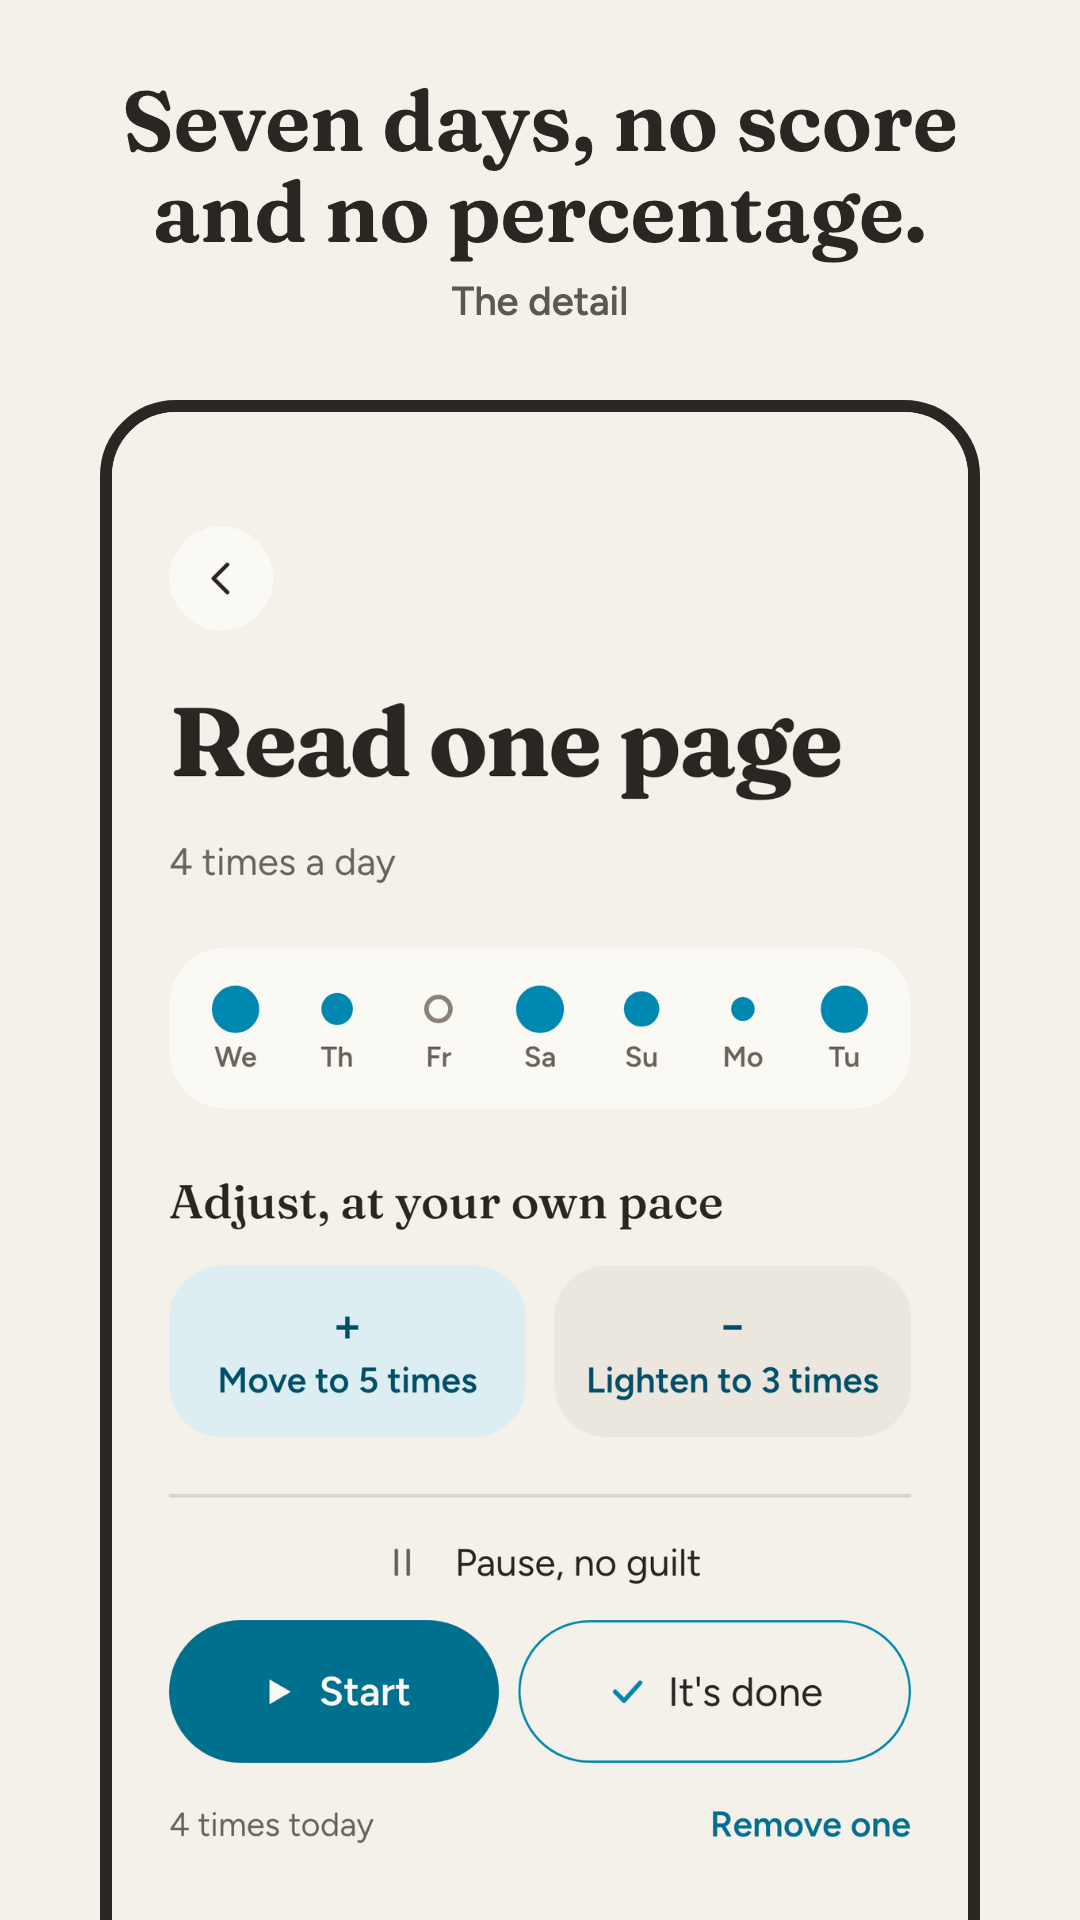 Seven days, no score
and no percentage.
The detail
Read one page
4 times a day
We Th Fr Sa Su Mo Tu
Adjust, at your own pace
+ −
Move to 5 times Lighten to 3 times
Pause, no guilt
Start It's done
4 times today Remove one